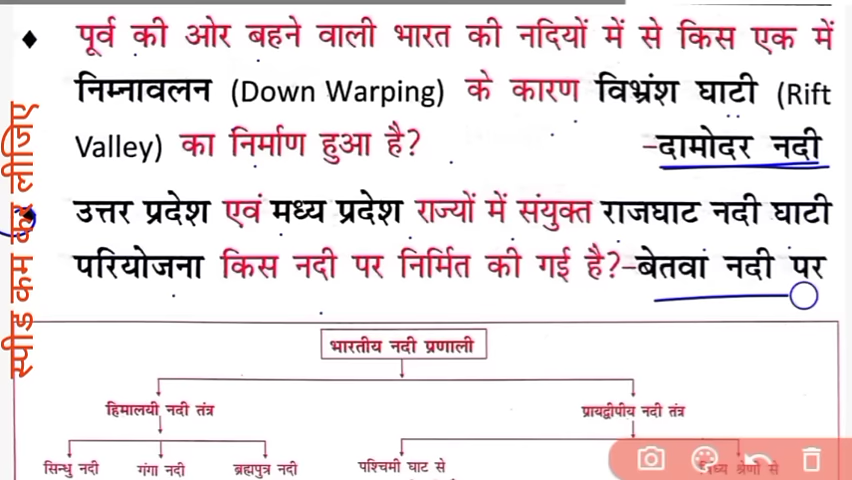 पूर्व की ओर बहने वाली भारत की नदियों में से किस एक में
निम्नावलन (Down Warping) के कारण विभ्रंश घाटी (Rift
Valley) का निर्माण हुआ है? –दामोदर नदी
उत्तर प्रदेश एवं मध्य प्रदेश राज्यों में संयुक्त राजघाट नदी घाटी
परियोजना किस नदी पर निर्मित की गई है?–बेतवा नदी पर
स्पीड कम कर लीजिए
भारतीय नदी प्रणाली
हिमालयी नदी तंत्र प्रायद्वीपीय नदी तंत्र
सिन्धु नदी गंगा नदी ब्रह्मपुत्र नदी पश्चिमी घाट से श्रेणी से